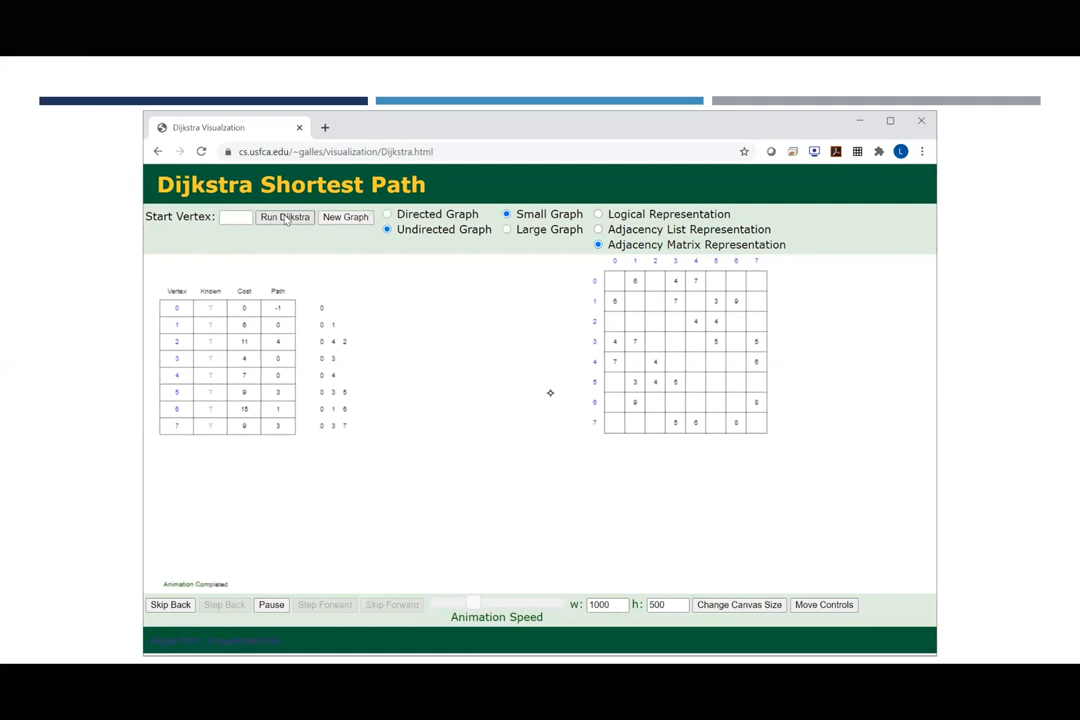 Dijkstra Visualzation
cs.usfca.edu/~galles/visualization/Dijkstra.html
L
Dijkstra Shortest Path
Start Vertex:
Run Dijkstra
New Graph
Directed Graph
Undirected Graph
Small Graph
Large Graph
Logical Representation
Adjacency List Representation
Adjacency Matrix Representation
Vertex Known Cost Path
0 T 0 -1 0
1 T 6 0 0 1
2 T 11 4 0 4 2
3 T 4 0 0 3
4 T 7 0 0 4
5 T 9 3 0 3 5
6 T 15 1 0 1 6
7 T 9 3 0 3 7
0 1 2 3 4 5 6 7
0 6 4 7
1 6 7 3 9
2 4 4
3 4 7 5 5
4 7 4 6
5 3 4 5
6 9 8
7 5 6 8
Animation Completed
Skip Back
Step Back
Pause
Step Forward
Skip Forward
Animation Speed
w: 1000 h: 500
Change Canvas Size
Move Controls
Algorithm Visualizations